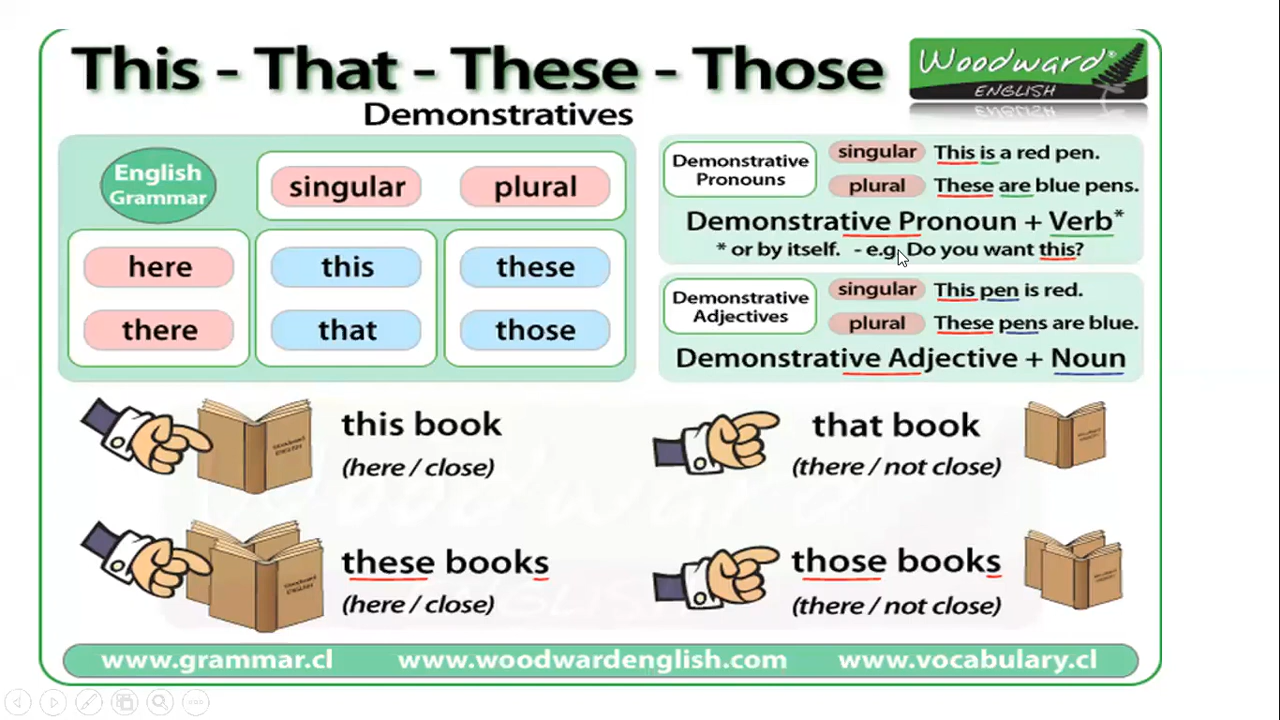 This - That - These - Those
Demonstratives
Woodward®
ENGLISH
English
Grammar
singular plural
here this these
there that those
Demonstrative
Pronouns
singular This is a red pen.
plural These are blue pens.
Demonstrative Pronoun + Verb*
* or by itself. - e.g. Do you want this?
Demonstrative
Adjectives
singular This pen is red.
plural These pens are blue.
Demonstrative Adjective + Noun
this book
(here / close)
that book
(there / not close)
these books
(here / close)
those books
(there / not close)
Woodward
ENGLISH
www.grammar.cl www.woodwardenglish.com www.vocabulary.cl